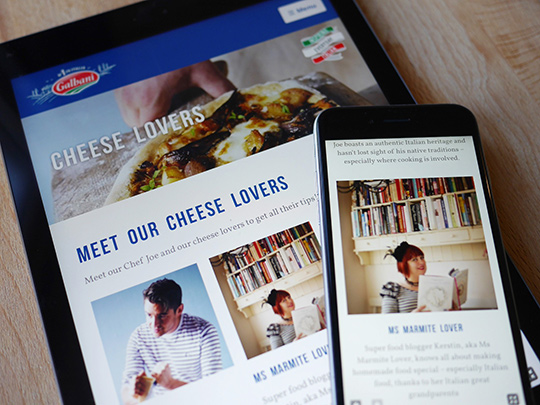 Menu
Galbani
CHEESE LOVERS
MEET OUR CHEESE LOVERS
Meet our Chef Joe and our cheese lovers to get all their tips
MS MARMITE LOVER
Super food
blogger
Joe boasts an authentic Italian heritage and
hasn't lost sight of his native traditions –
especially where cooking is involved.
MS MARMITE LOVER
Super food blogger Kerstin, aka Ms
Marmite Lover, knows all about making
homemade food special – especially Italian
food, thanks to her Italian great
grandparents